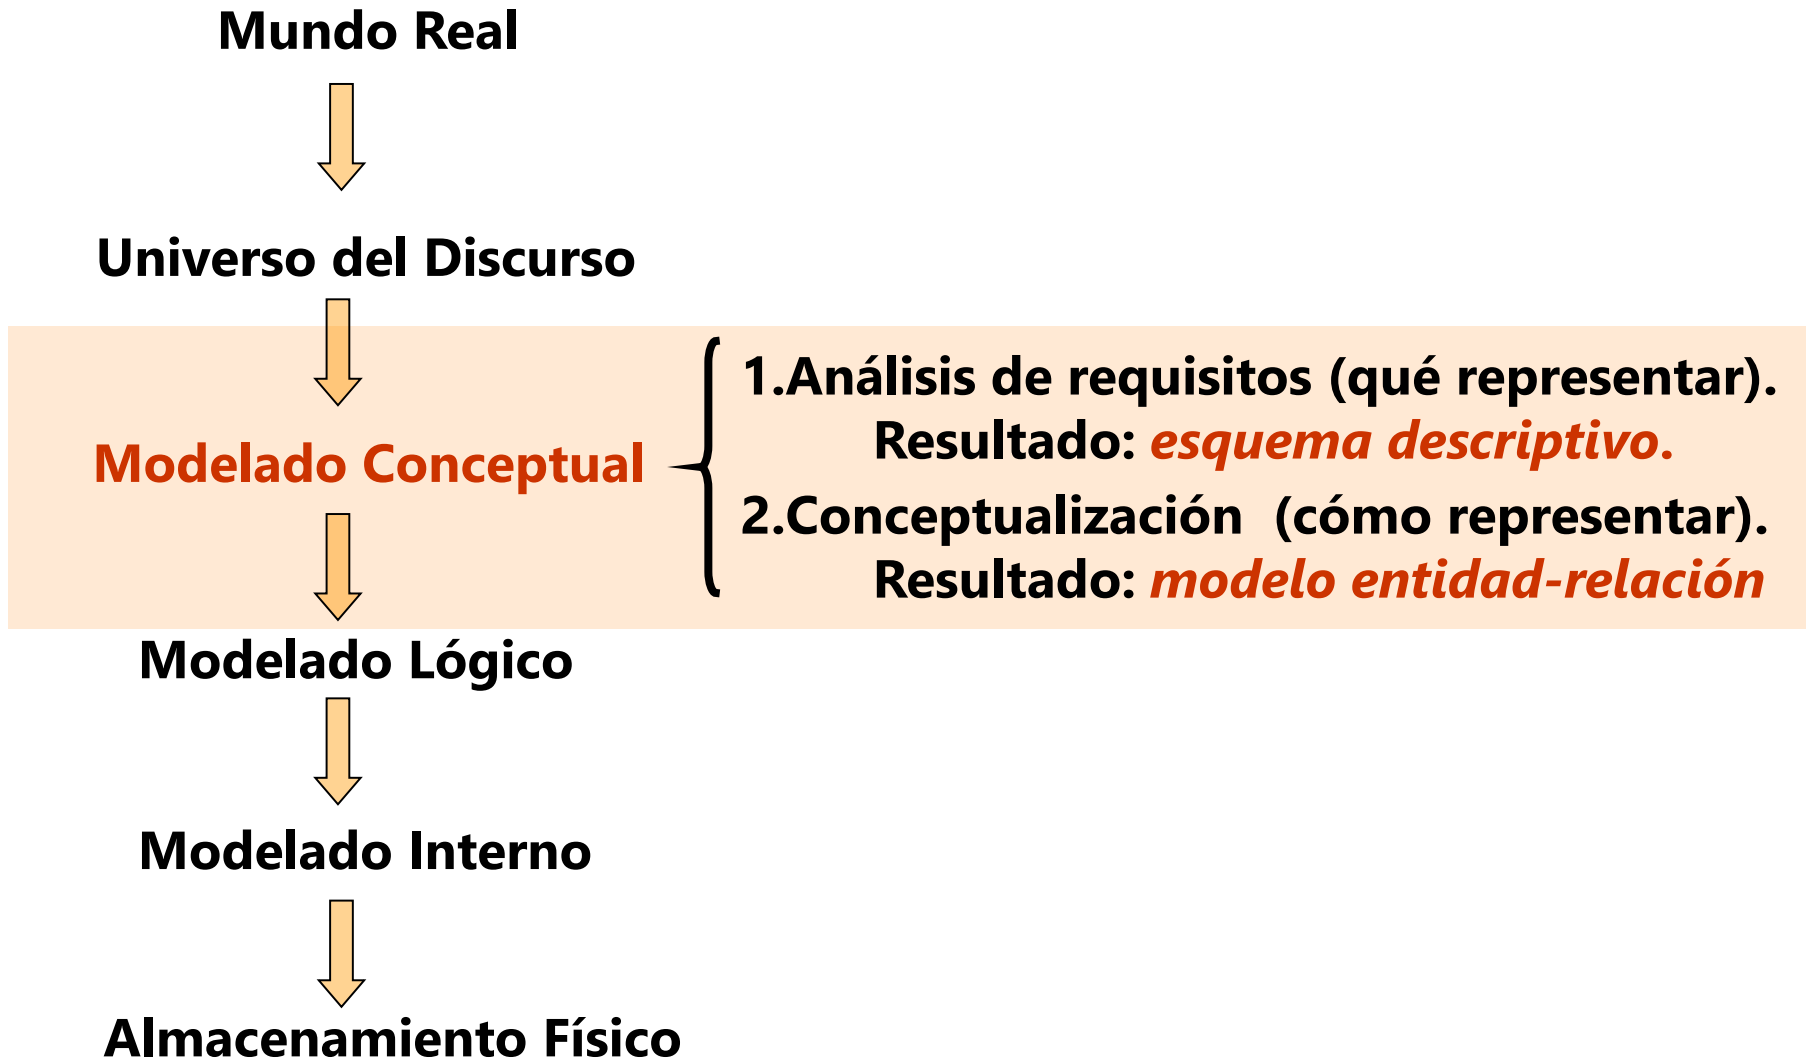 Mundo Real
Universo del Discurso
Modelado Conceptual
1.Análisis de requisitos (qué representar).
Resultado: esquema descriptivo.
2.Conceptualización (cómo representar).
Resultado: modelo entidad-relación
Modelado Lógico
Modelado Interno
Almacenamiento Físico